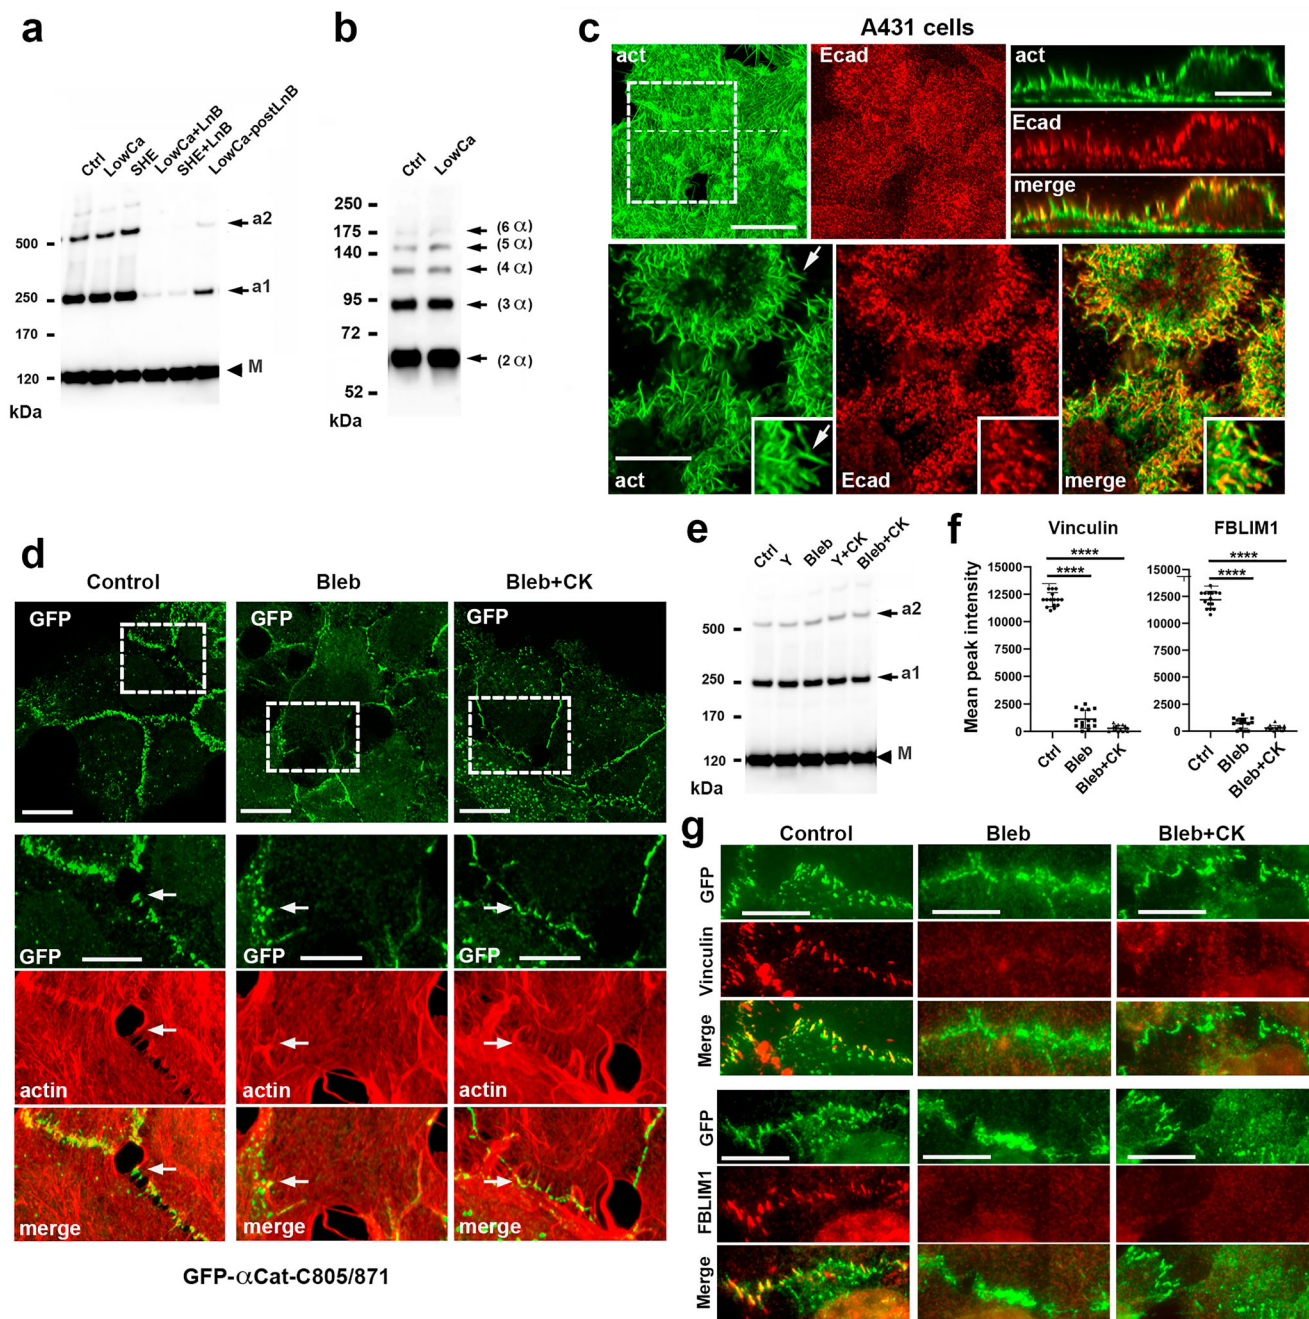 a
Ctrl
LowCa
SHE
LowCa+LnB
SHE+LnB
LowCa-postLnB
500
250
170
120
kDa
a2
a1
M
b
Ctrl
LowCa
250
175
140
95
72
52
kDa
(6 α)
(5 α)
(4 α)
(3 α)
(2 α)
c
A431 cells
act
Ecad
act
Ecad
merge
act
Ecad
merge
d
Control
Bleb
Bleb+CK
GFP
GFP
GFP
GFP
GFP
GFP
actin
actin
actin
merge
merge
merge
GFP-αCat-C805/871
e
Ctrl
Y
Bleb
Y+CK
Bleb+CK
500
250
170
120
kDa
a2
a1
M
f
Vinculin
FBLIM1
Mean peak intensity
****
****
15000
12500
10000
7500
5000
2500
0
Ctrl
Bleb
Bleb+CK
****
****
15000
12500
10000
7500
5000
2500
0
Ctrl
Bleb
Bleb+CK
g
Control
Bleb
Bleb+CK
GFP
Vinculin
Merge
GFP
FBLIM1
Merge